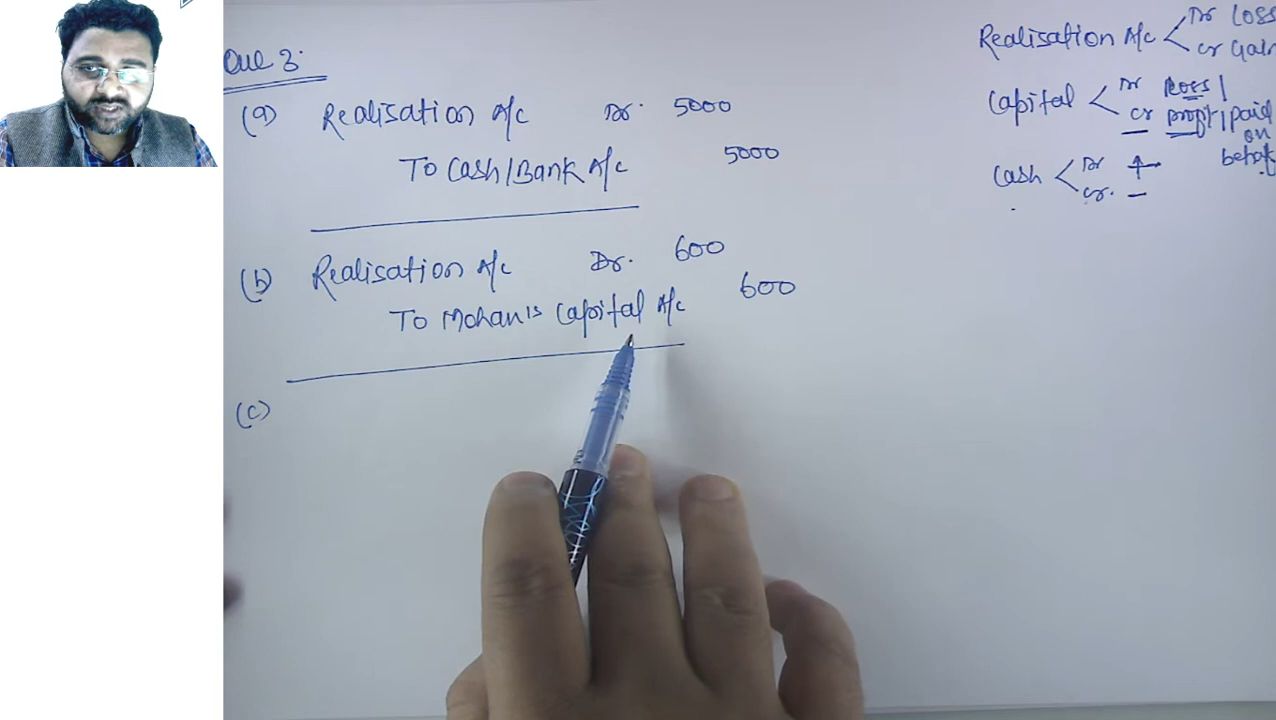 Que 3.
(a) Realisation A/c Dr. 5000
To Cash/Bank A/c 5000
(b) Realisation A/c Dr. 600
To Mohan's Capital A/c 600
(c)
Realisation A/c < Dr Loss
cr Gain
Capital < Dr Loss/
cr profit/paid on behalf
Cash < Dr +
cr. –